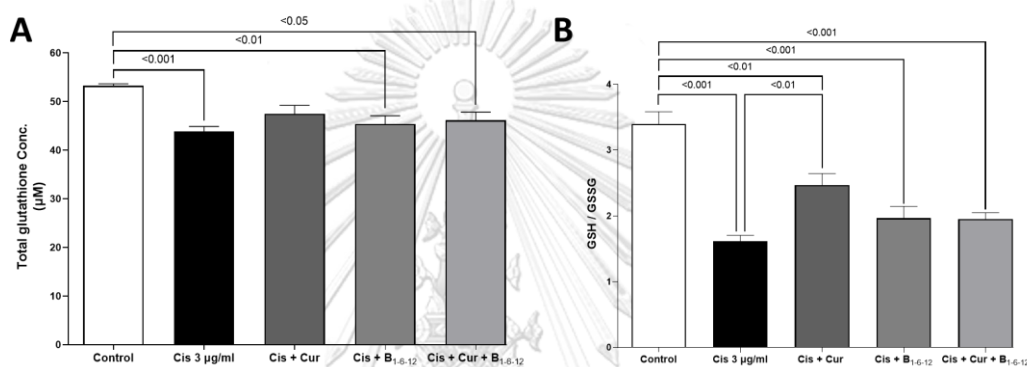 A
<0.05
<0.01
<0.001
Total glutathione Conc.
(µM)
60
50
40
30
20
10
0
Control
Cis 3 µg/ml
Cis + Cur
Cis + B1-6-12
Cis + Cur + B1-6-12
B
<0.001
<0.001
<0.01
<0.001
<0.01
GSH / GSSG
4
3
2
1
0
Control
Cis 3 µg/ml
Cis + Cur
Cis + B1-6-12
Cis + Cur + B1-6-12